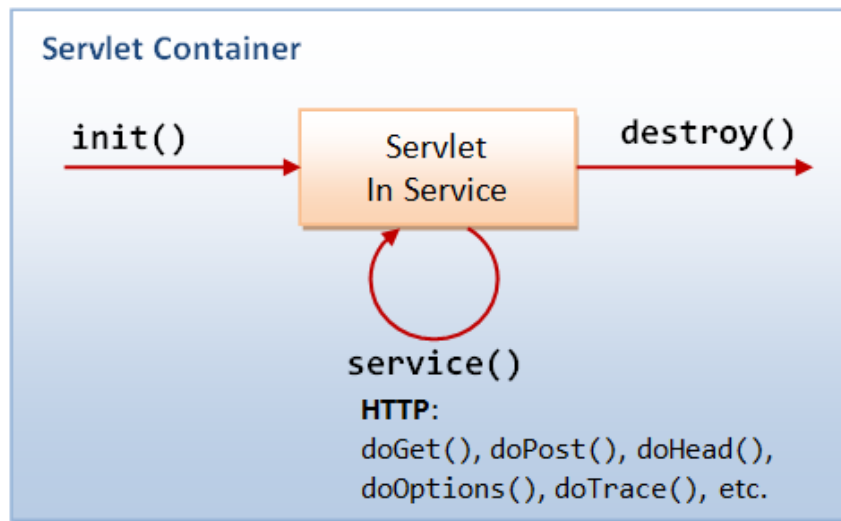 Servlet Container
init()
Servlet
In Service
destroy()
service()
HTTP:
doGet(), doPost(), doHead(),
doOptions(), doTrace(), etc.